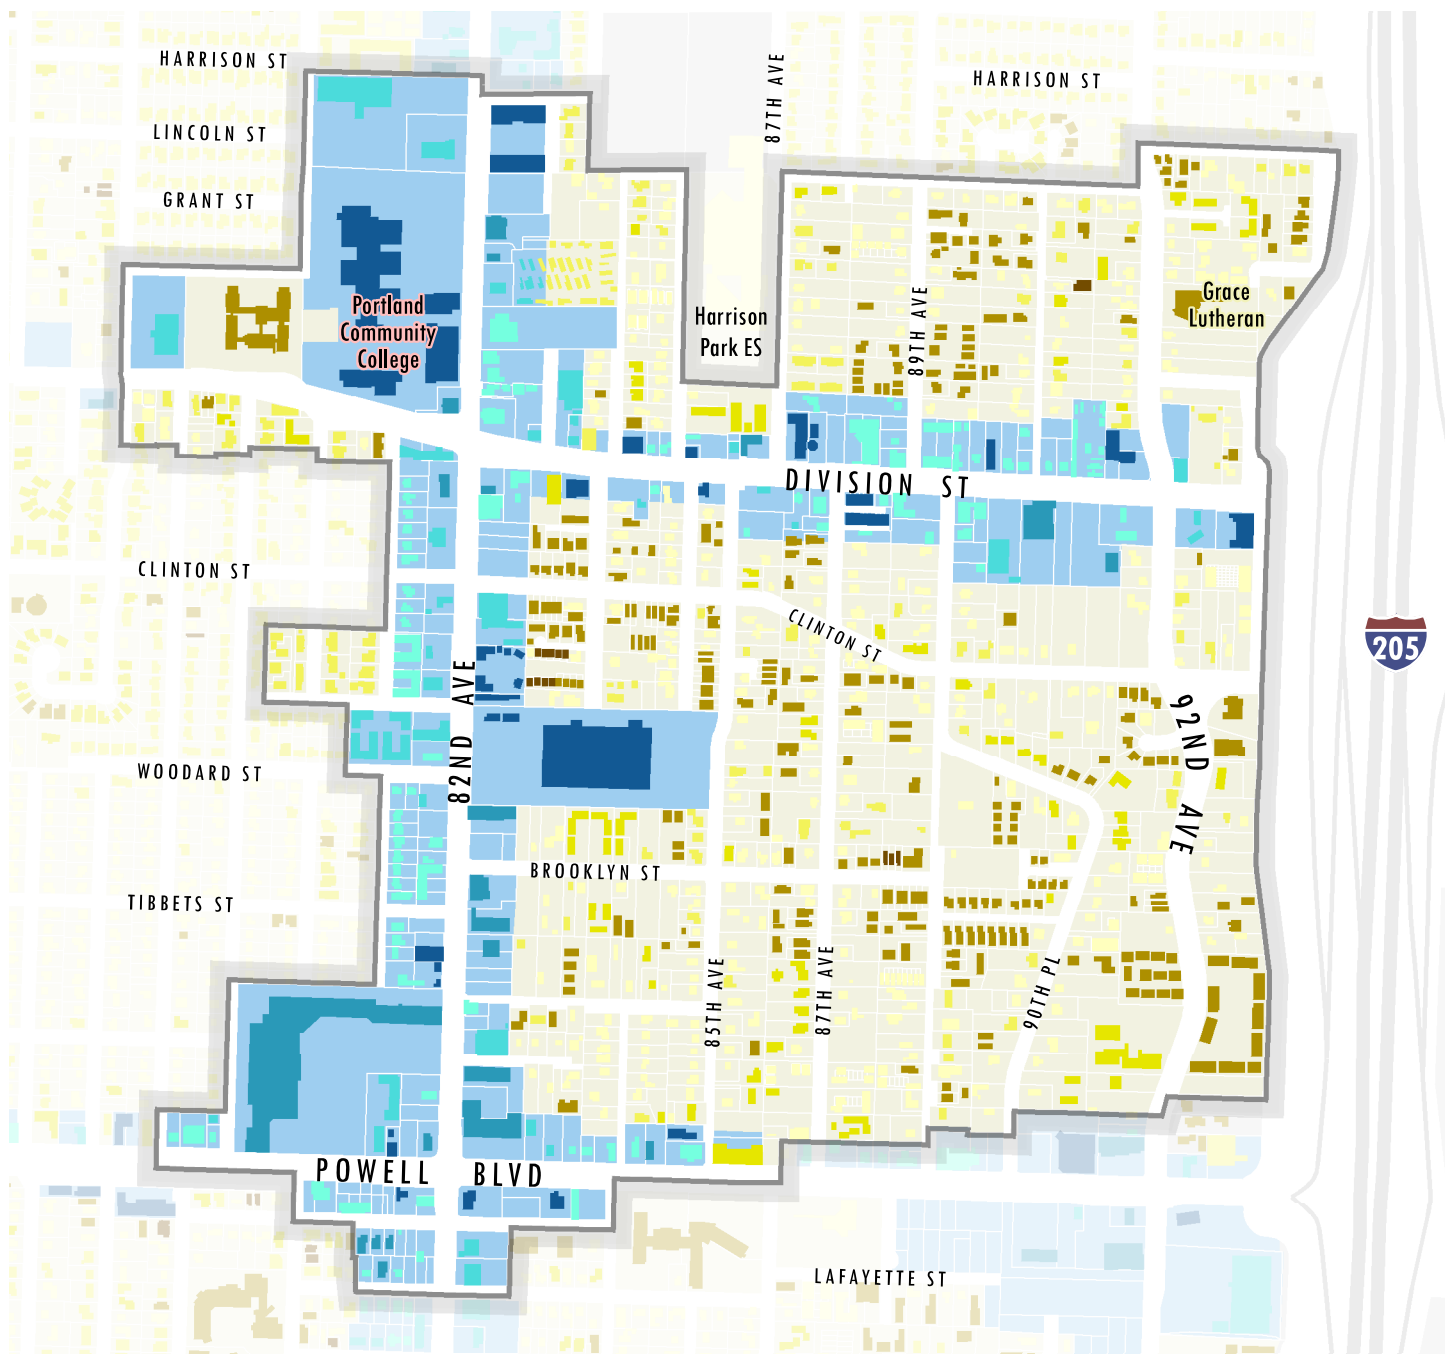 HARRISON ST
87TH AVE
HARRISON ST
LINCOLN ST
GRANT ST
Portland
Community
College
Harrison
Park ES
89TH AVE
Grace
Lutheran
DIVISION ST
CLINTON ST
CLINTON ST
205
82ND AVE
92ND AVE
WOODARD ST
BROOKLYN ST
TIBBETS ST
85TH AVE
87TH AVE
90TH PL
POWELL BLVD
LAFAYETTE ST